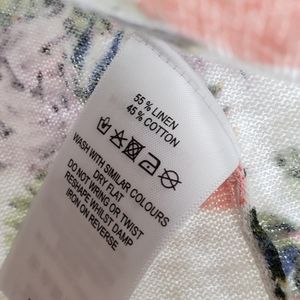 55 % LINEN
45 % COTTON
WASH WITH SIMILAR COLOURS
DRY FLAT
DO NOT WRING OR TWIST
RESHAPE WHILST DAMP
IRON ON REVERSE